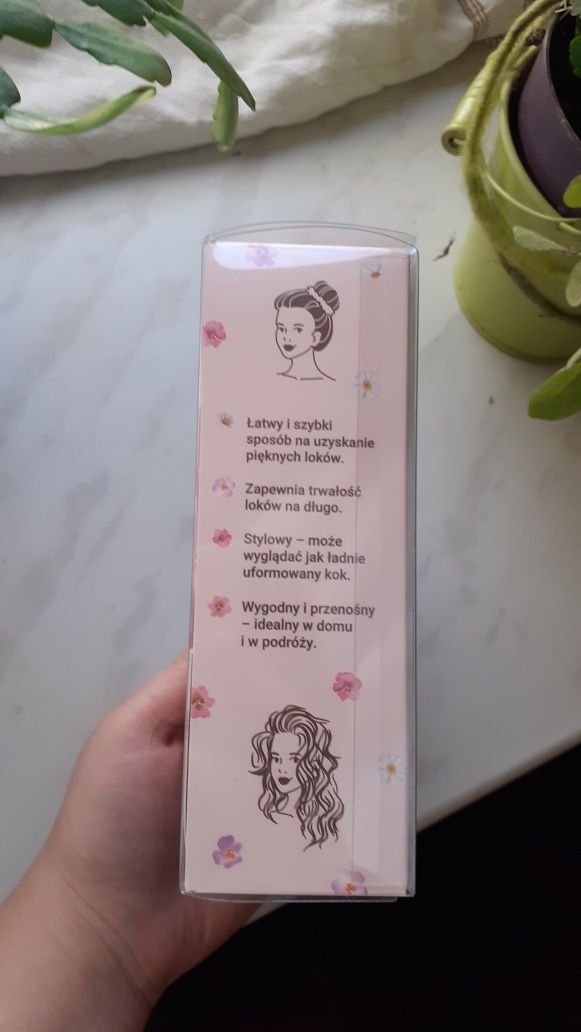 Łatwy i szybki
sposób na uzyskanie
pięknych loków.
Zapewnia trwałość
loków na długo.
Stylowy – może
wyglądać jak ładnie
uformowany kok.
Wygodny i przenośny
– idealny w domu
i w podróży.